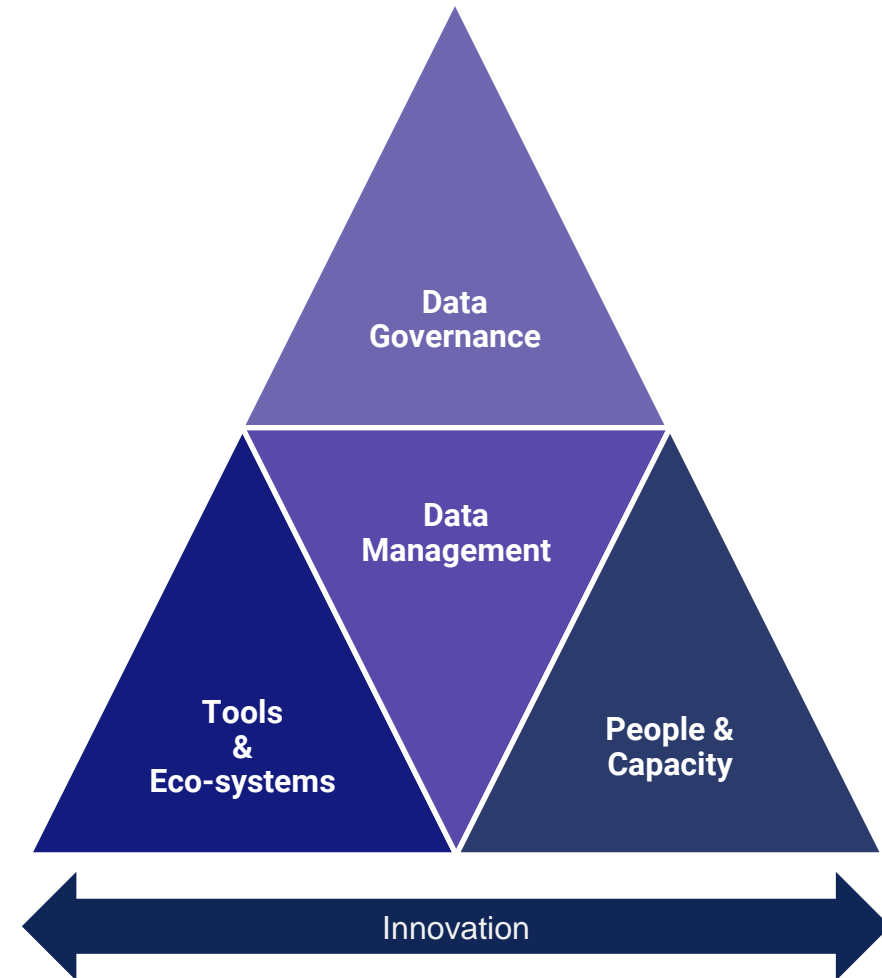 Data
Governance
Data
Management
Tools
&
Eco-systems
People &
Capacity
Innovation